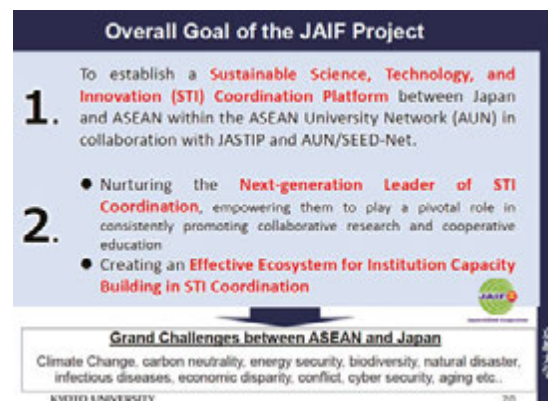 Overall Goal of the JAIF Project
1.
To establish a Sustainable Science, Technology, and
Innovation (STI) Coordination Platform between Japan
and ASEAN within the ASEAN University Network (AUN) in
collaboration with JASTIP and AUN/SEED-Net.
2.
● Nurturing the Next-generation Leader of STI
Coordination, empowering them to play a pivotal role in
consistently promoting collaborative research and cooperative
education
● Creating an Effective Ecosystem for Institution Capacity
Building in STI Coordination
JAIF
Grand Challenges between ASEAN and Japan
Climate Change, carbon neutrality, energy security, biodiversity, natural disaster,
infectious diseases, economic disparity, conflict, cyber security, aging etc..
KYOTO UNIVERSITY
20